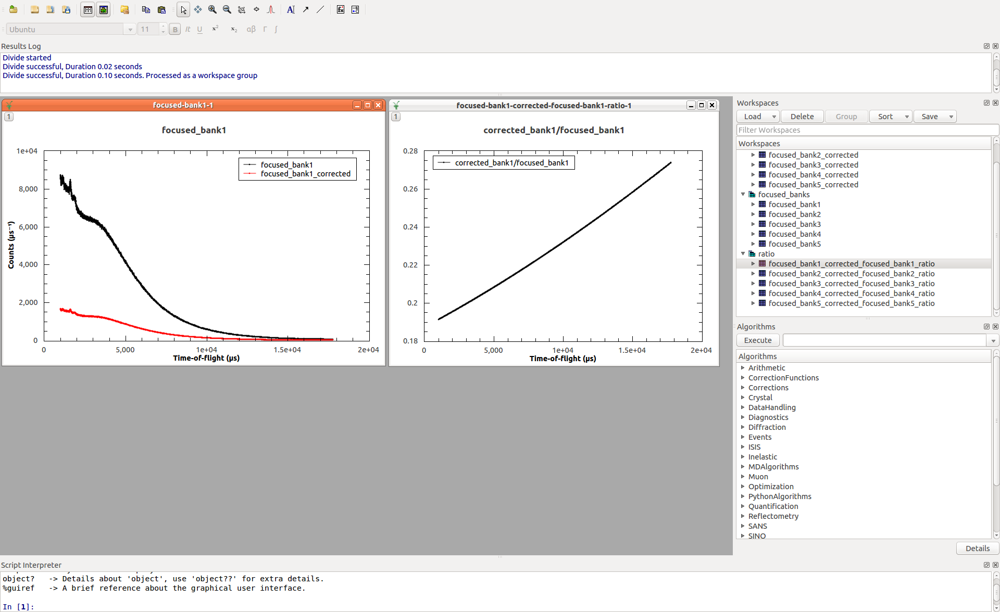 Ubuntu
11
B
It
U
x²
x₂
αβ
Γ
∫
Results Log
Divide started
Divide successful, Duration 0.02 seconds
Divide successful, Duration 0.10 seconds. Processed as a workspace group
focused-bank1-1
1
focused_bank1
1e+04
8,000
6,000
4,000
2,000
0
Counts (µs⁻¹)
focused_bank1
focused_bank1_corrected
0
5,000
1e+04
1.5e+04
2e+04
Time-of-flight (µs)
focused-bank1-corrected-focused-bank1-ratio-1
1
corrected_bank1/focused_bank1
0.28
0.26
0.24
0.22
0.2
0.18
corrected_bank1/focused_bank1
0
5,000
1e+04
1.5e+04
2e+04
Time-of-flight (µs)
Workspaces
Load
Delete
Group
Sort
Save
Filter Workspaces
Workspaces
focused_bank2_corrected
focused_bank3_corrected
focused_bank4_corrected
focused_bank5_corrected
focused_banks
focused_bank1
focused_bank2
focused_bank3
focused_bank4
focused_bank5
ratio
focused_bank1_corrected_focused_bank1_ratio
focused_bank2_corrected_focused_bank2_ratio
focused_bank3_corrected_focused_bank3_ratio
focused_bank4_corrected_focused_bank4_ratio
focused_bank5_corrected_focused_bank5_ratio
Algorithms
Execute
Algorithms
Arithmetic
CorrectionFunctions
Corrections
Crystal
DataHandling
Diagnostics
Diffraction
Events
ISIS
Inelastic
MDAlgorithms
Muon
Optimization
PythonAlgorithms
Quantification
Reflectometry
SANS
SINQ
Details
Script Interpreter
object?   -> Details about 'object', use 'object??' for extra details.
%guiref   -> A brief reference about the graphical user interface.
In [1]: